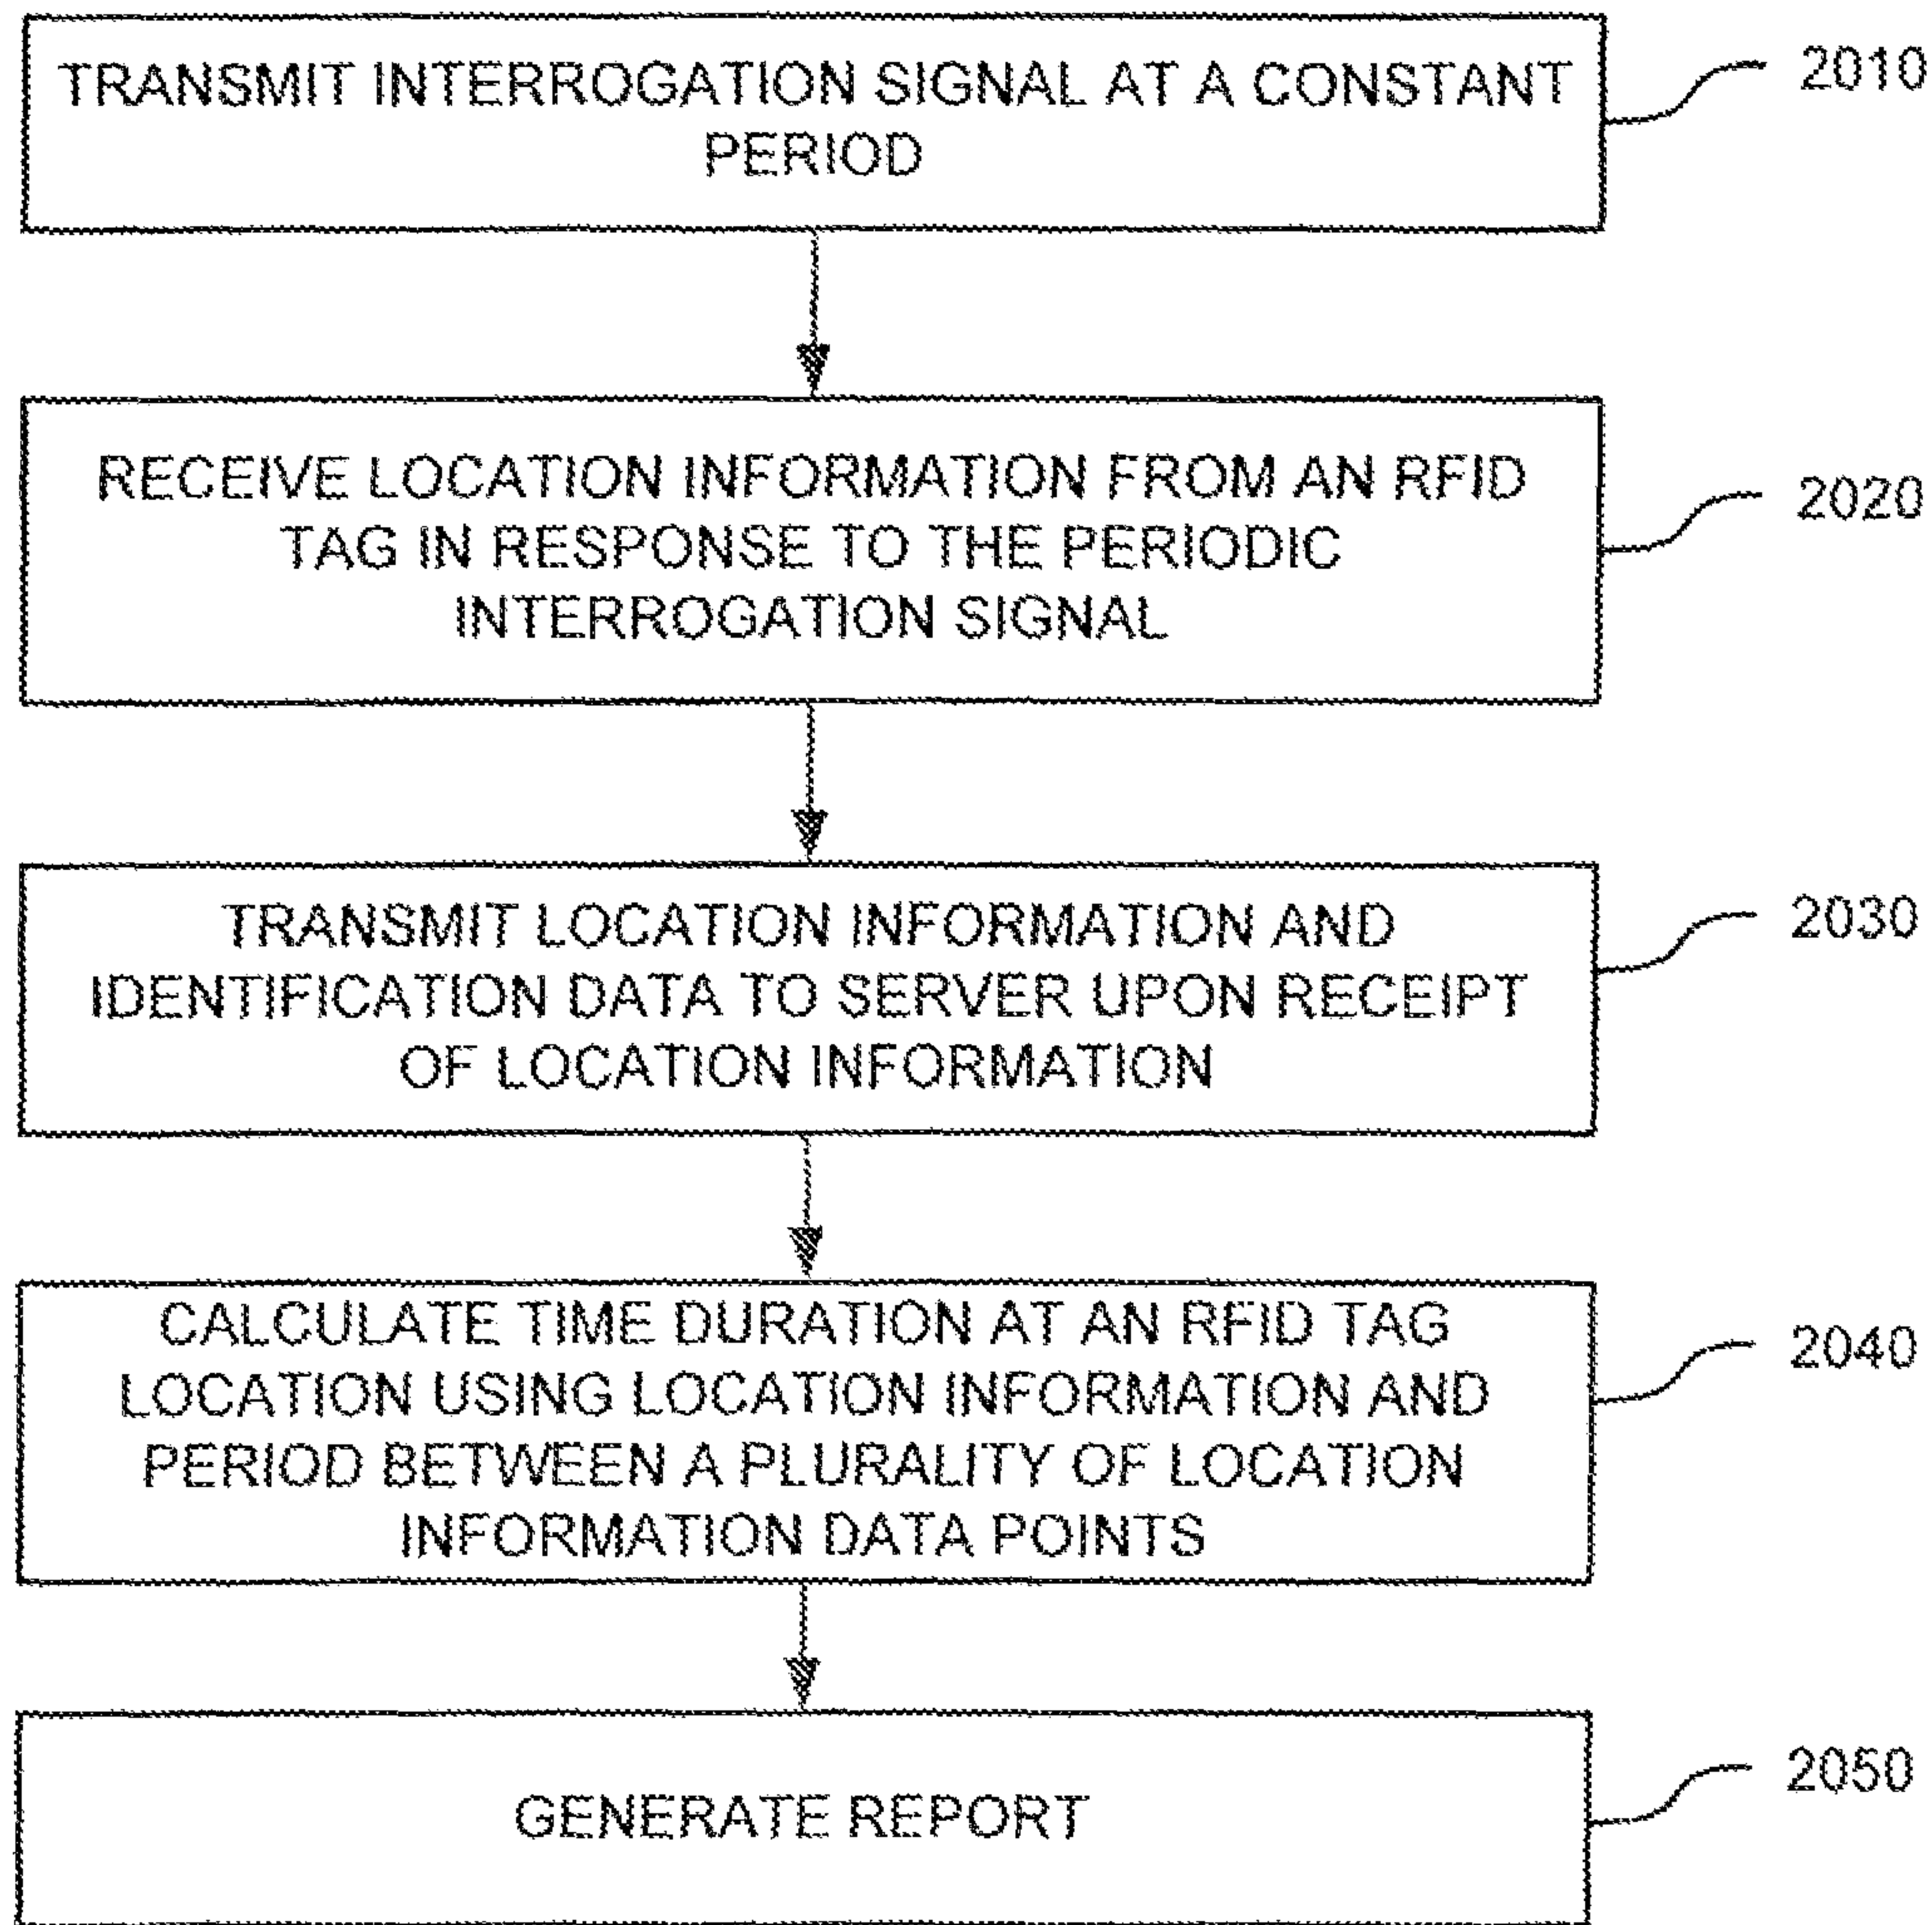 TRANSMIT INTERROGATION SIGNAL AT A CONSTANT
PERIOD
2010
RECEIVE LOCATION INFORMATION FROM AN RFID
TAG IN RESPONSE TO THE PERIODIC
INTERROGATION SIGNAL
2020
TRANSMIT LOCATION INFORMATION AND
IDENTIFICATION DATA TO SERVER UPON RECEIPT
OF LOCATION INFORMATION
2030
CALCULATE TIME DURATION AT AN RFID TAG
LOCATION USING LOCATION INFORMATION AND
PERIOD BETWEEN A PLURALITY OF LOCATION
INFORMATION DATA POINTS
2040
GENERATE REPORT
2050